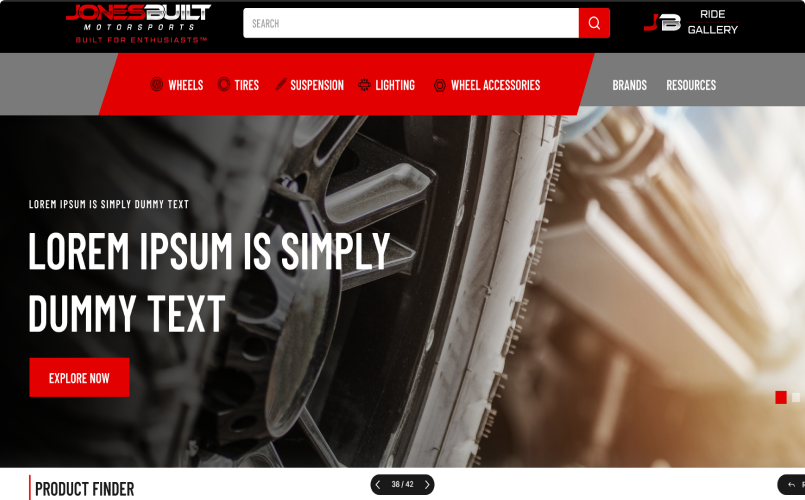 JONESBUILT
MOTORSPORTS
BUILT FOR ENTHUSIASTS™
SEARCH
JB
RIDE
GALLERY
WHEELS TIRES SUSPENSION LIGHTING WHEEL ACCESSORIES BRANDS RESOURCES
LOREM IPSUM IS SIMPLY DUMMY TEXT
LOREM IPSUM IS SIMPLY
DUMMY TEXT
EXPLORE NOW
PRODUCT FINDER
38 / 42